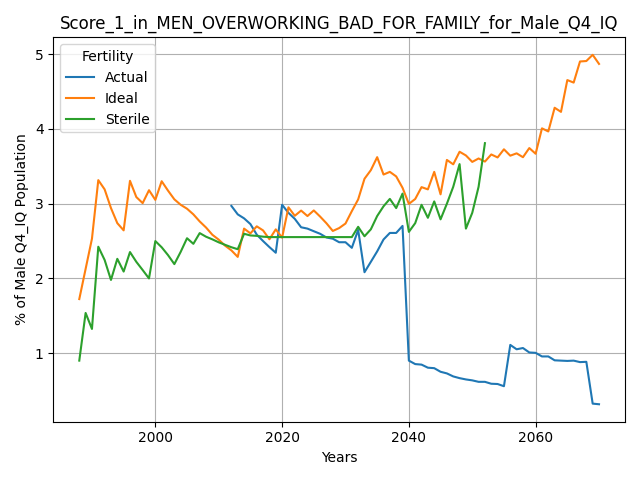 Score_1_in_MEN_OVERWORKING_BAD_FOR_FAMILY_for_Male_Q4_IQ
Fertility
Actual
Ideal
Sterile
% of Male Q4_IQ Population
5
4
3
2
1
2000 2020 2040 2060
Years